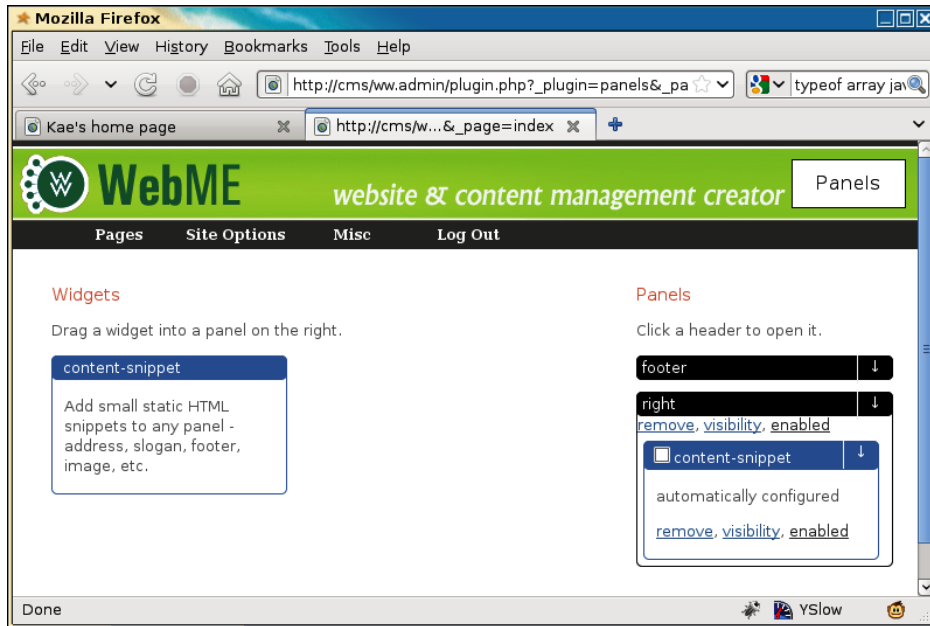 Mozilla Firefox
File Edit View History Bookmarks Tools Help
http://cms/ww.admin/plugin.php?_plugin=panels&_pa
typeof array jav
Kae's home page
http://cms/w...&_page=index
WebME
website & content management creator
Panels
Pages Site Options Misc Log Out
Widgets
Drag a widget into a panel on the right.
content-snippet
Add small static HTML
snippets to any panel -
address, slogan, footer,
image, etc.
Panels
Click a header to open it.
footer ↓
right ↓
remove, visibility, enabled
content-snippet ↓
automatically configured
remove, visibility, enabled
Done
YSlow